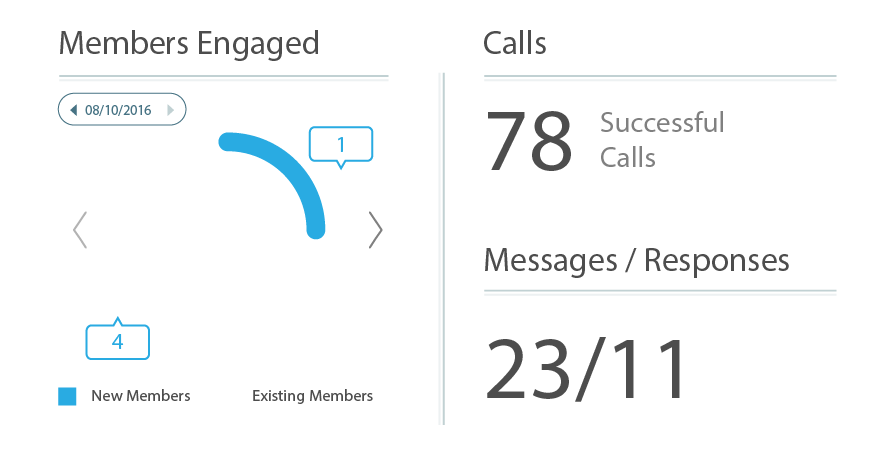 Members Engaged
08/10/2016
1
4
New Members
Existing Members
Calls
78
Successful
Calls
Messages / Responses
23/11